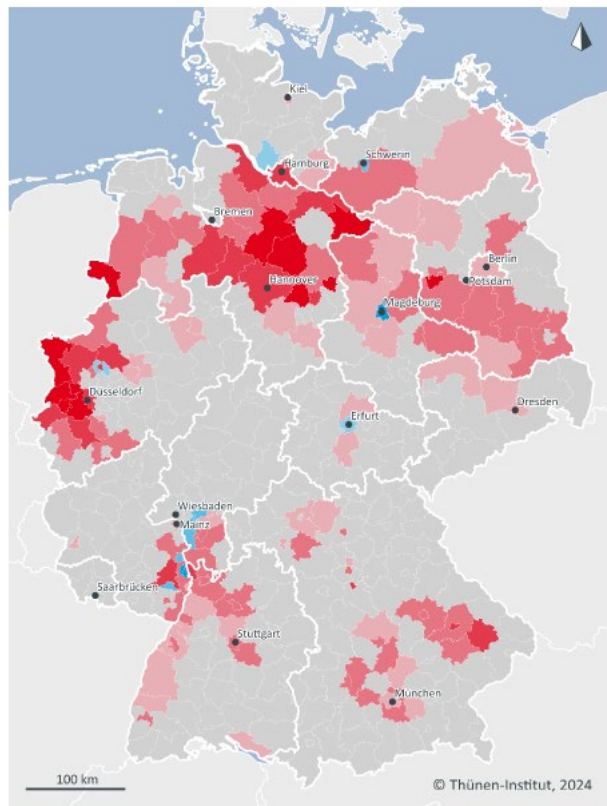 Kiel
Schwerin
Hamburg
Bremen
Berlin
Hannover
Potsdam
Magdeburg
Düsseldorf
Dresden
Erfurt
Wiesbaden
Mainz
Saarbrücken
Stuttgart
München
100 km
© Thünen-Institut, 2024